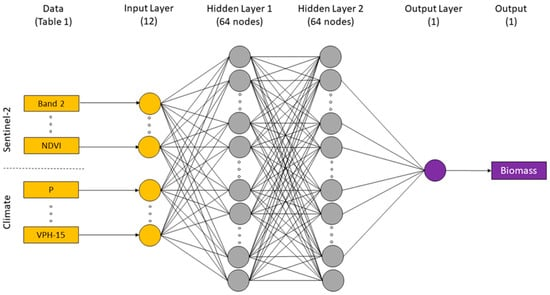 Data
(Table 1)
Input Layer
(12)
Hidden Layer 1
(64 nodes)
Hidden Layer 2
(64 nodes)
Output Layer
(1)
Output
(1)
Sentinel-2
Band 2
NDVI
Climate
P
VPH-15
Biomass